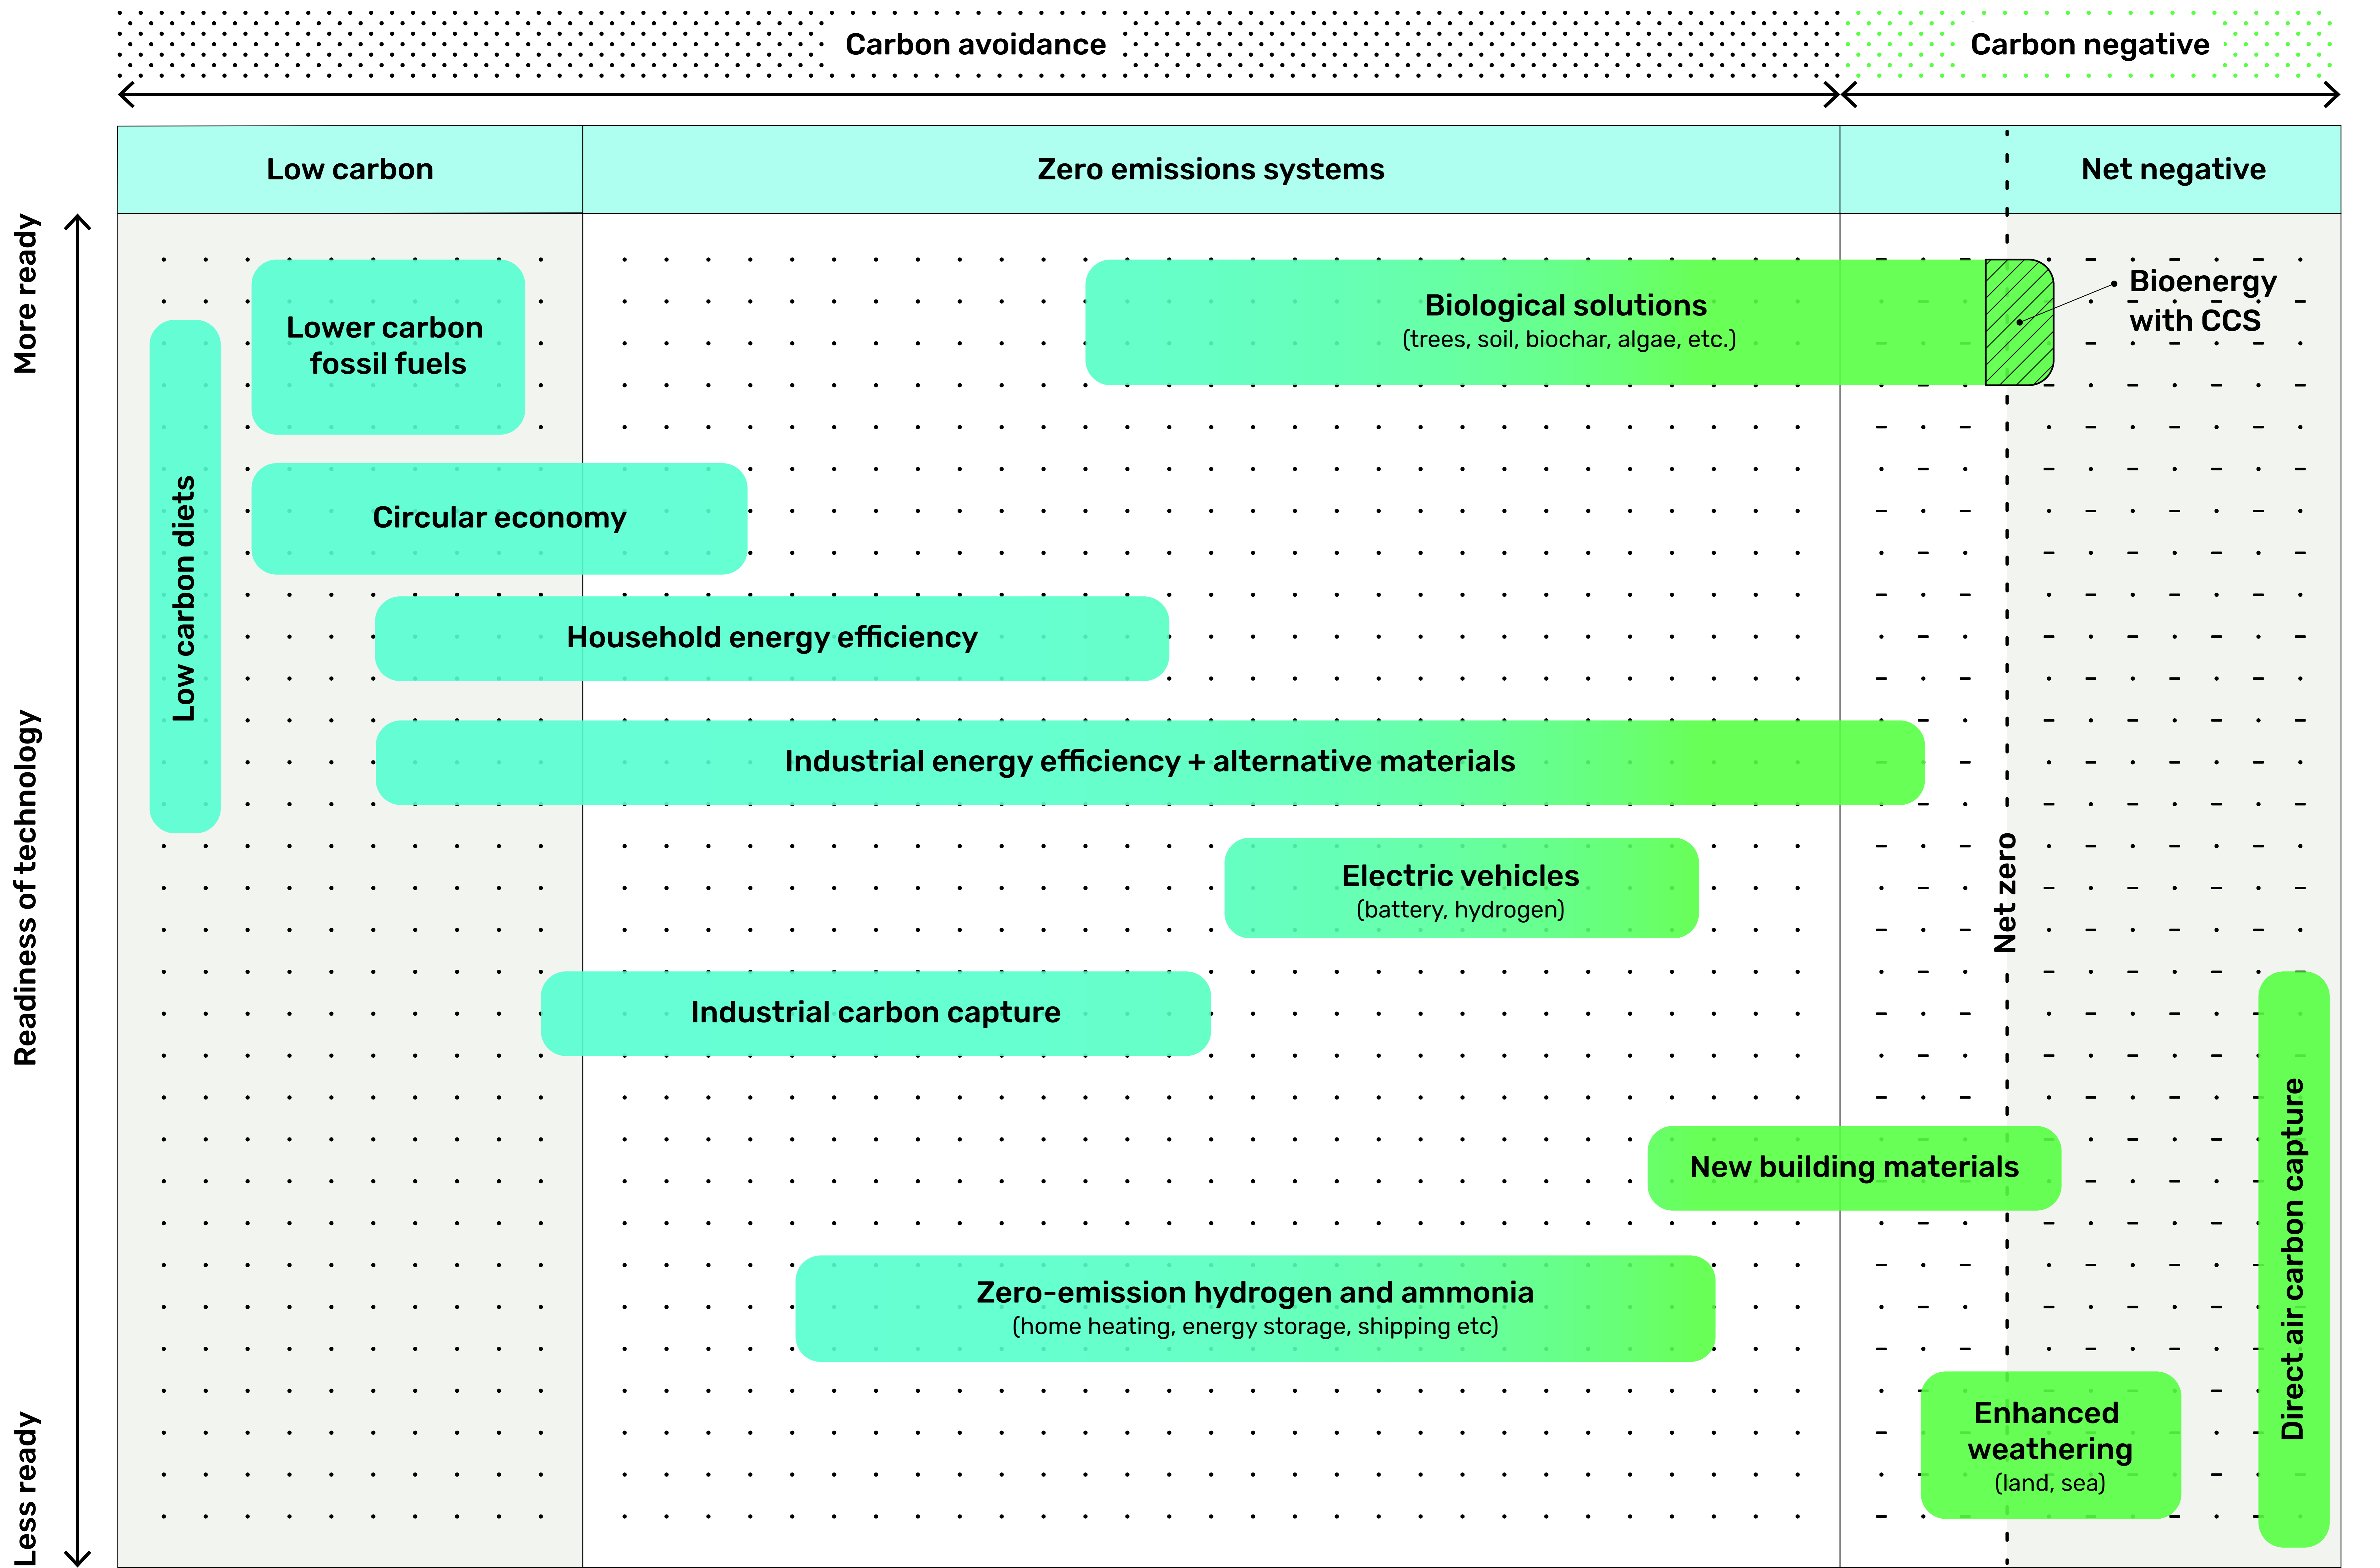 Carbon avoidance
Carbon negative
Low carbon
Zero emissions systems
Net negative
More ready
Readiness of technology
Less ready
Lower carbon
fossil fuels
Low carbon diets
Biological solutions
(trees, soil, biochar, algae, etc.)
Bioenergy
with CCS
Circular economy
Household energy efficiency
Industrial energy efficiency + alternative materials
Electric vehicles
(battery, hydrogen)
Net zero
Industrial carbon capture
New building materials
Direct air carbon capture
Zero-emission hydrogen and ammonia
(home heating, energy storage, shipping etc)
Enhanced
weathering
(land, sea)